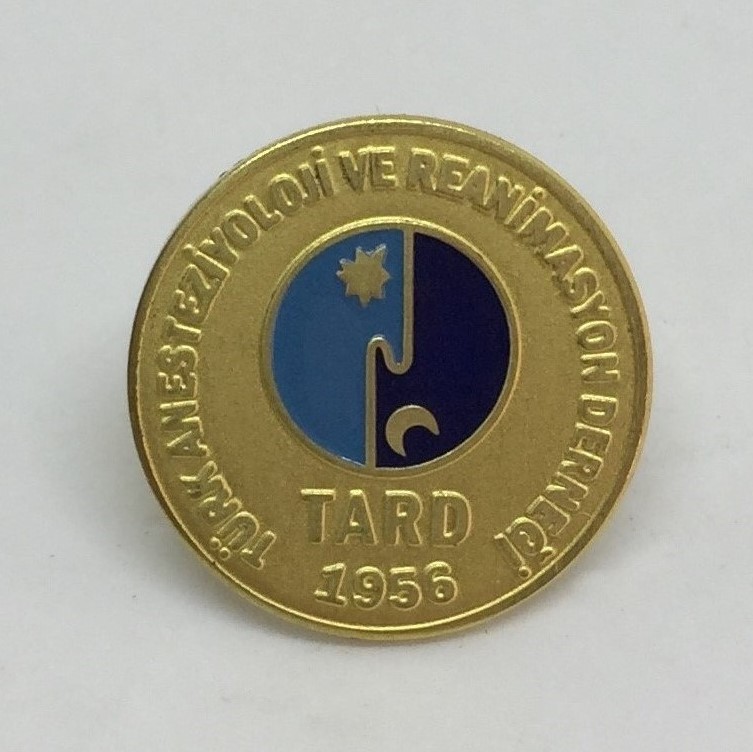 TÜRK ANESTEZİYOLOJİ VE REANİMASYON DERNEĞİ
TARD
1956